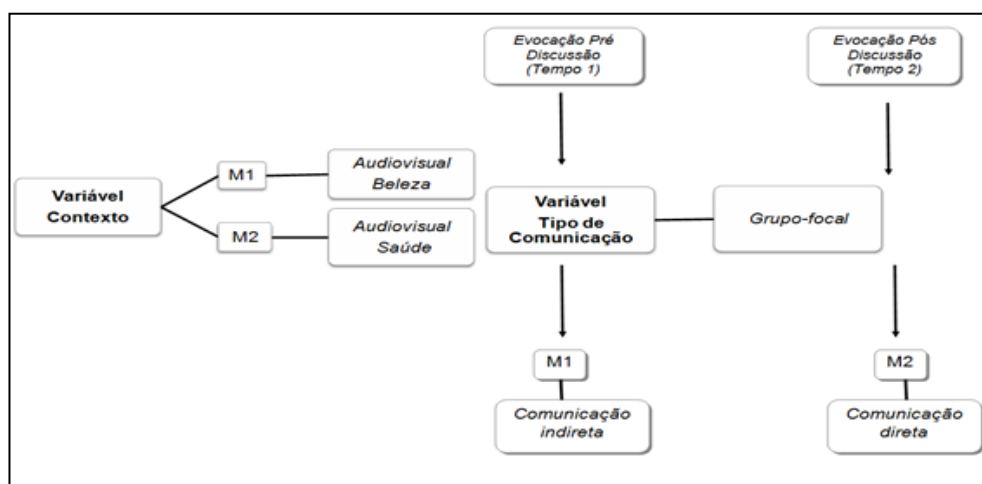 Evocação Pré
Discussão
(Tempo 1)
Evocação Pós
Discussão
(Tempo 2)
Variável
Contexto
M1
Audiovisual
Beleza
M2
Audiovisual
Saúde
Variável
Tipo de
Comunicação
Grupo-focal
M1
Comunicação
indireta
M2
Comunicação
direta